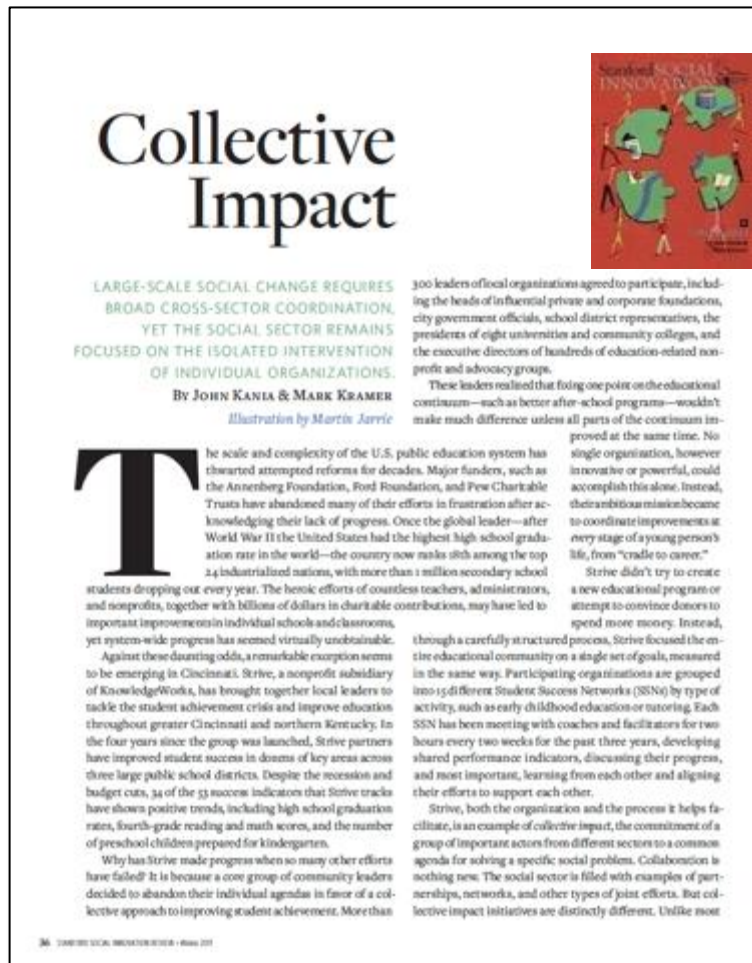 Stanford SOCIAL
INNOVATION
Collective
Impact
LARGE-SCALE SOCIAL CHANGE REQUIRES
BROAD CROSS-SECTOR COORDINATION,
YET THE SOCIAL SECTOR REMAINS
FOCUSED ON THE ISOLATED INTERVENTION
OF INDIVIDUAL ORGANIZATIONS.
BY JOHN KANIA & MARK KRAMER
Illustration by Martin Jarrie
The scale and complexity of the U.S. public education system has
thwarted attempted reforms for decades. Major funders, such as
the Annenberg Foundation, Ford Foundation, and Pew Charitable
Trusts have abandoned many of their efforts in frustration after ac-
knowledging their lack of progress. Once the global leader—after
World War II the United States had the highest high school gradu-
ation rate in the world—the country now ranks 18th among the top
24 industrialized nations, with more than 1 million secondary school
students dropping out every year. The heroic efforts of countless teachers, administrators,
and nonprofits, together with billions of dollars in charitable contributions, may have led to
important improvements in individual schools and classrooms,
yet system-wide progress has seemed virtually unobtainable.
Against these daunting odds, a remarkable exception seems
to be emerging in Cincinnati. Strive, a nonprofit subsidiary
of KnowledgeWorks, has brought together local leaders to
tackle the student achievement crisis and improve education
throughout greater Cincinnati and northern Kentucky. In
the four years since the group was launched, Strive partners
have improved student success in dozens of key areas across
three large public school districts. Despite the recession and
budget cuts, 34 of the 53 success indicators that Strive tracks
have shown positive trends, including high school graduation
rates, fourth-grade reading and math scores, and the number
of preschool children prepared for kindergarten.
Why has Strive made progress when so many other efforts
have failed? It is because a core group of community leaders
decided to abandon their individual agendas in favor of a col-
lective approach to improving student achievement. More than
300 leaders of local organizations agreed to participate, includ-
ing the heads of influential private and corporate foundations,
city government officials, school district representatives, the
presidents of eight universities and community colleges, and
the executive directors of hundreds of education-related non-
profit and advocacy groups.
These leaders realized that fixing one point on the educational
continuum—such as better after-school programs—wouldn't
make much difference unless all parts of the continuum im-
proved at the same time. No
single organization, however
innovative or powerful, could
accomplish this alone. Instead,
their ambitious mission became
to coordinate improvements at
every stage of a young person's
life, from "cradle to career."
Strive didn't try to create
a new educational program or
attempt to convince donors to
spend more money. Instead,
through a carefully structured process, Strive focused the en-
tire educational community on a single set of goals, measured
in the same way. Participating organizations are grouped
into 15 different Student Success Networks (SSNs) by type of
activity, such as early childhood education or tutoring. Each
SSN has been meeting with coaches and facilitators for two
hours every two weeks for the past three years, developing
shared performance indicators, discussing their progress,
and most important, learning from each other and aligning
their efforts to support each other.
Strive, both the organization and the process it helps fa-
cilitate, is an example of collective impact, the commitment of a
group of important actors from different sectors to a common
agenda for solving a specific social problem. Collaboration is
nothing new. The social sector is filled with examples of part-
nerships, networks, and other types of joint efforts. But col-
lective impact initiatives are distinctly different. Unlike most
36 STANFORD SOCIAL INNOVATION REVIEW • Winter 2011